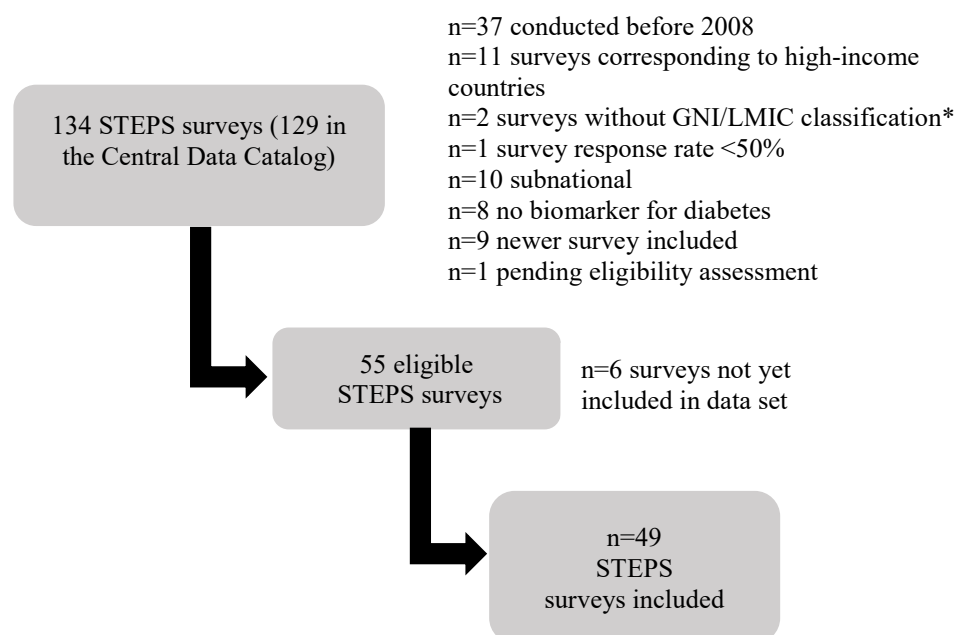 n=37 conducted before 2008
n=11 surveys corresponding to high-income
countries
n=2 surveys without GNI/LMIC classification*
n=1 survey response rate <50%
n=10 subnational
n=8 no biomarker for diabetes
n=9 newer survey included
n=1 pending eligibility assessment
134 STEPS surveys (129 in
the Central Data Catalog)
55 eligible
STEPS surveys
n=6 surveys not yet
included in data set
n=49
STEPS
surveys included